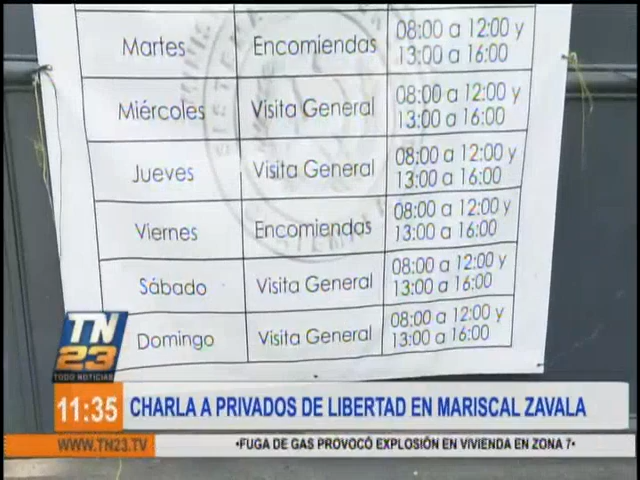 Martes Encomiendas 08:00 a 12:00 y
13:00 a 16:00
Miércoles Visita General 08:00 a 12:00 y
13:00 a 16:00
Jueves Visita General 08:00 a 12:00 y
13:00 a 16:00
Viernes Encomiendas 08:00 a 12:00 y
13:00 a 16:00
Sábado Visita General 08:00 a 12:00 y
13:00 a 16:00
Domingo Visita General 08:00 a 12:00 y
13:00 a 16:00
TN
23
TODO NOTICIAS
11:35 CHARLA A PRIVADOS DE LIBERTAD EN MARISCAL ZAVALA
WWW.TN23.TV •FUGA DE GAS PROVOCÓ EXPLOSIÓN EN VIVIENDA EN ZONA 7•